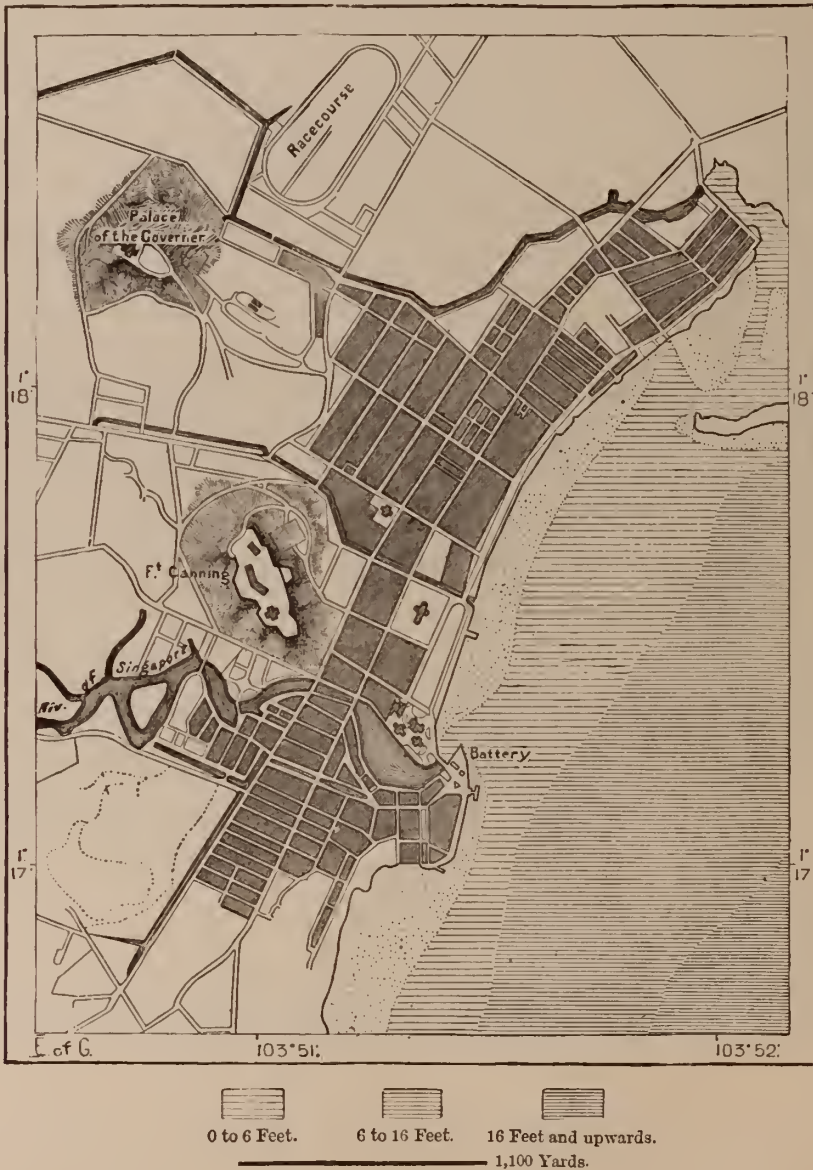 Racecourse
Palace
of the Governer
1°
18'
1°
18'
Ft. Canning
Riv. of Singapore
Battery
1°
17'
1°
17'
E. of G.
103°51'
103°52'
0 to 6 Feet.
6 to 16 Feet.
16 Feet and upwards.
1,100 Yards.